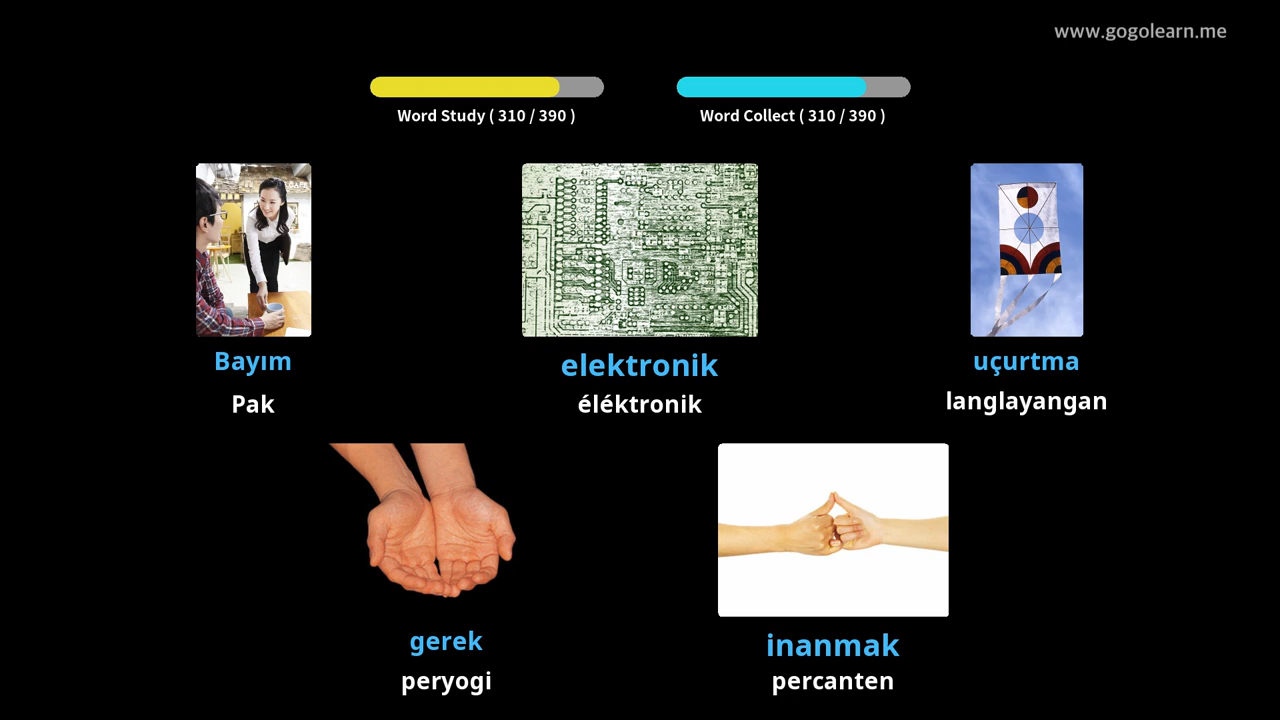 www.gogolearn.me
Word Study ( 310 / 390 )
Word Collect ( 310 / 390 )
Bayım
Pak
elektronik
éléktronik
uçurtma
langlayangan
gerek
peryogi
inanmak
percanten